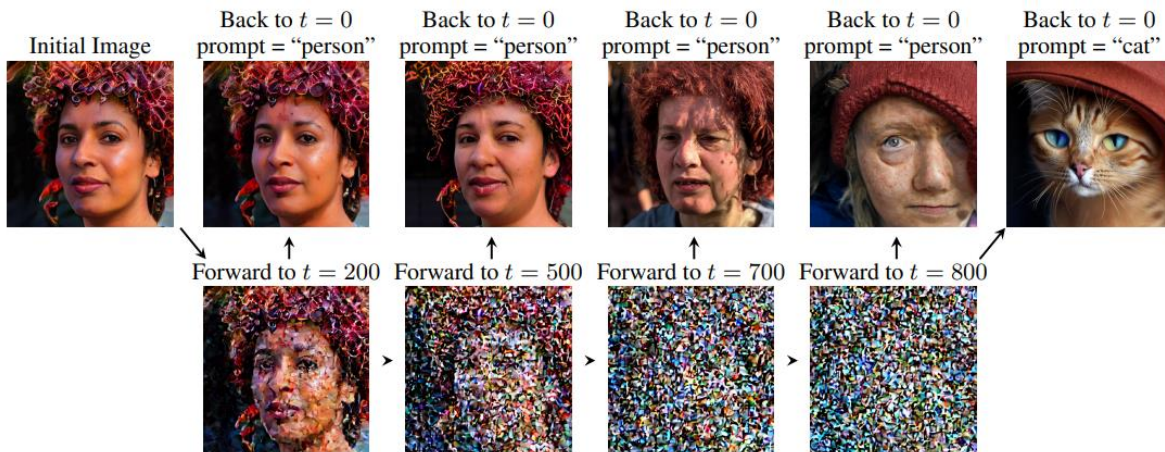 Initial Image
Back to t = 0
prompt = “person”
Back to t = 0
prompt = “person”
Back to t = 0
prompt = “person”
Back to t = 0
prompt = “person”
Back to t = 0
prompt = “cat”
Forward to t = 200
Forward to t = 500
Forward to t = 700
Forward to t = 800